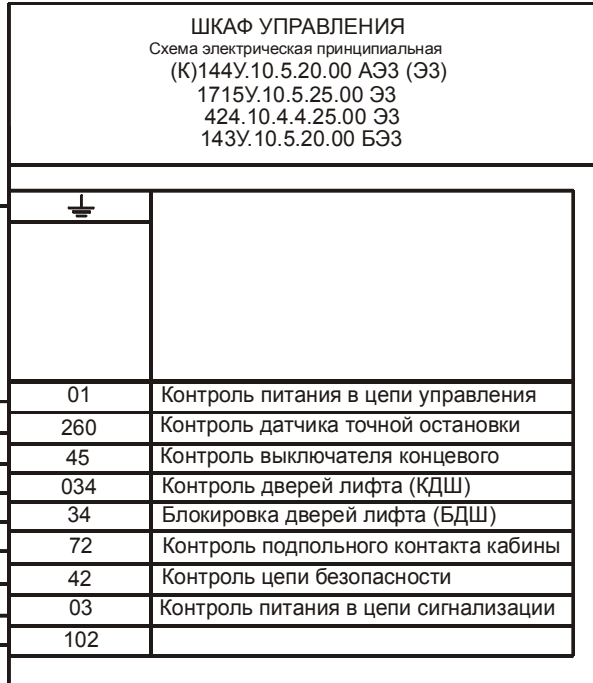 ШКАФ УПРАВЛЕНИЯ
Схема электрическая принципиальная
(К)144У.10.5.20.00 АЭ3 (Э3)
1715У.10.5.25.00 Э3
424.10.4.4.25.00 Э3
143У.10.5.20.00 БЭ3
01 Контроль питания в цепи управления
260 Контроль датчика точной остановки
45 Контроль выключателя концевого
034 Контроль дверей лифта (КДШ)
34 Блокировка дверей лифта (БДШ)
72 Контроль подпольного контакта кабины
42 Контроль цепи безопасности
03 Контроль питания в цепи сигнализации
102